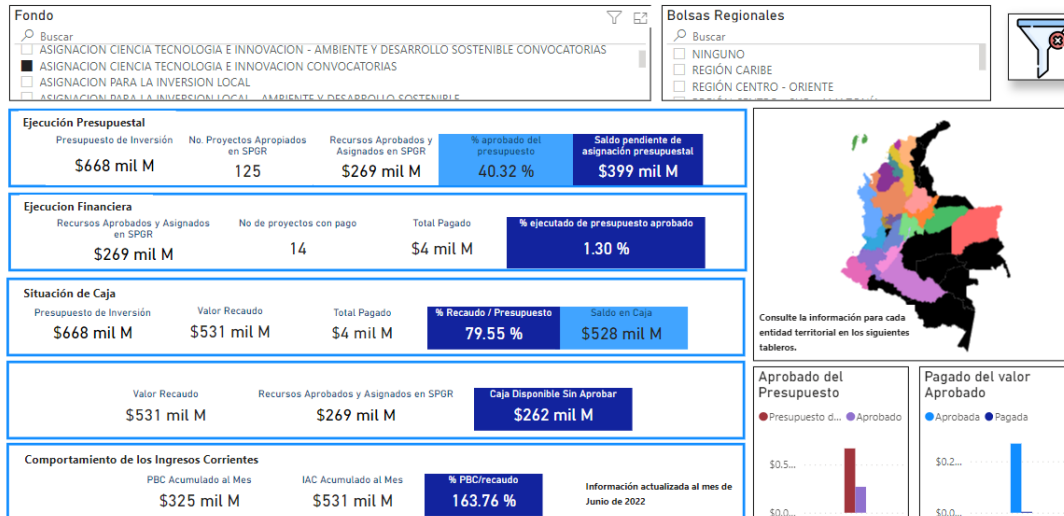 Fondo
Buscar
ASIGNACION CIENCIA TECNOLOGIA E INNOVACION - AMBIENTE Y DESARROLLO SOSTENIBLE CONVOCATORIAS
ASIGNACION CIENCIA TECNOLOGIA E INNOVACION CONVOCATORIAS
ASIGNACION PARA LA INVERSION LOCAL
ASIGNACION PARA LA INVERSION LOCAL - AMBIENTE Y DESARROLLO SOSTENIBLE
Bolsas Regionales
Buscar
NINGUNO
REGIÓN CARIBE
REGIÓN CENTRO - ORIENTE
Ejecución Presupuestal
Presupuesto de Inversión
$668 mil M
No. Proyectos Apropiados
en SPGR
125
Recursos Aprobados y
Asignados en SPGR
$269 mil M
% aprobado del
presupuesto
40.32 %
Saldo pendiente de
asignación presupuestal
$399 mil M
Ejecucion Financiera
Recursos Aprobados y Asignados
en SPGR
$269 mil M
No de proyectos con pago
14
Total Pagado
$4 mil M
% ejecutado de presupuesto aprobado
1.30 %
Situación de Caja
Presupuesto de Inversión
$668 mil M
Valor Recaudo
$531 mil M
Total Pagado
$4 mil M
% Recaudo / Presupuesto
79.55 %
Saldo en Caja
$528 mil M
Valor Recaudo
$531 mil M
Recursos Aprobados y Asignados en SPGR
$269 mil M
Caja Disponible Sin Aprobar
$262 mil M
Comportamiento de los Ingresos Corrientes
PBC Acumulado al Mes
$325 mil M
IAC Acumulado al Mes
$531 mil M
% PBC/recaudo
163.76 %
Información actualizada al mes de
Junio de 2022
Consulte la información para cada
entidad territorial en los siguientes
tableros.
Aprobado del
Presupuesto
Presupuesto d... Aprobado
$0.5...
$0.0...
Pagado del valor
Aprobado
Aprobada Pagada
$0.2...
$0.0...